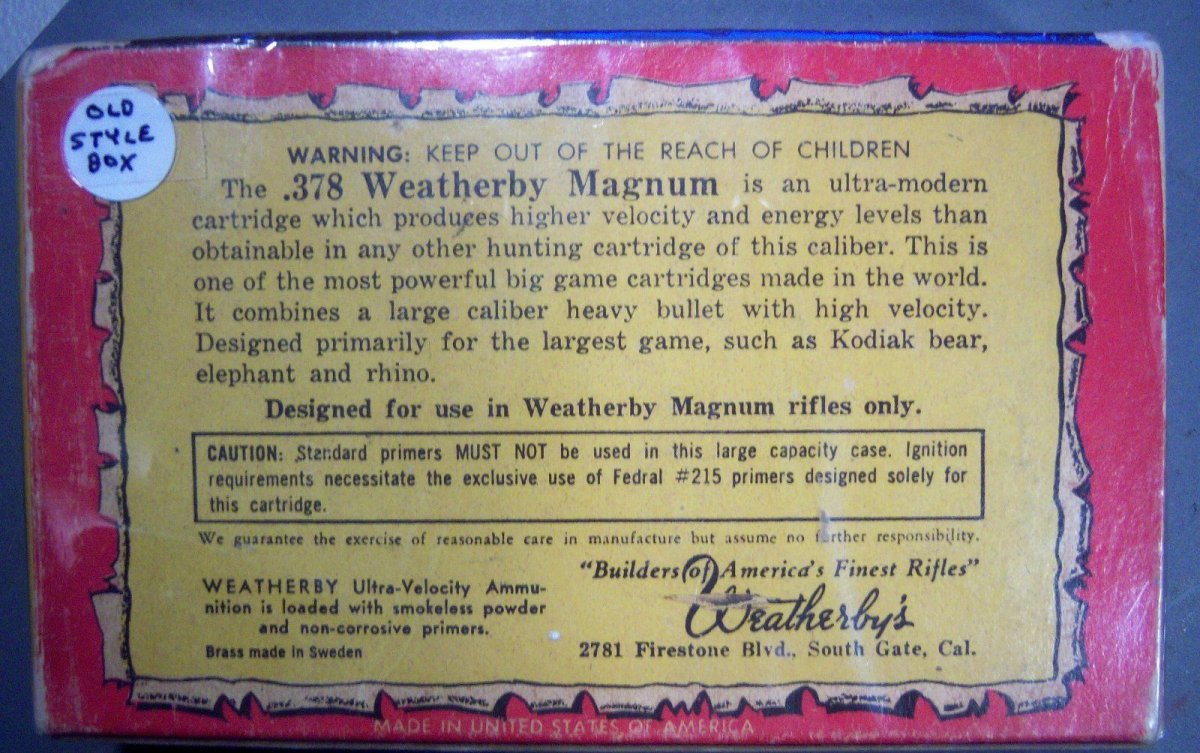 OLD
STYLE
BOX
WARNING: KEEP OUT OF THE REACH OF CHILDREN
The .378 Weatherby Magnum is an ultra-modern
cartridge which produces higher velocity and energy levels than
obtainable in any other hunting cartridge of this caliber. This is
one of the most powerful big game cartridges made in the world.
It combines a large caliber heavy bullet with high velocity.
Designed primarily for the largest game, such as Kodiak bear,
elephant and rhino.
Designed for use in Weatherby Magnum rifles only.
CAUTION: Standard primers MUST NOT be used in this large capacity case. Ignition
requirements necessitate the exclusive use of Fedral #215 primers designed solely for
this cartridge.
We guarantee the exercise of reasonable care in manufacture but assume no further responsibility.
WEATHERBY Ultra-Velocity Ammu-
nition is loaded with smokeless powder
and non-corrosive primers.
Brass made in Sweden
"Builders of America's Finest Rifles"
Weatherby's
2781 Firestone Blvd., South Gate, Cal.
MADE IN UNITED STATES OF AMERICA